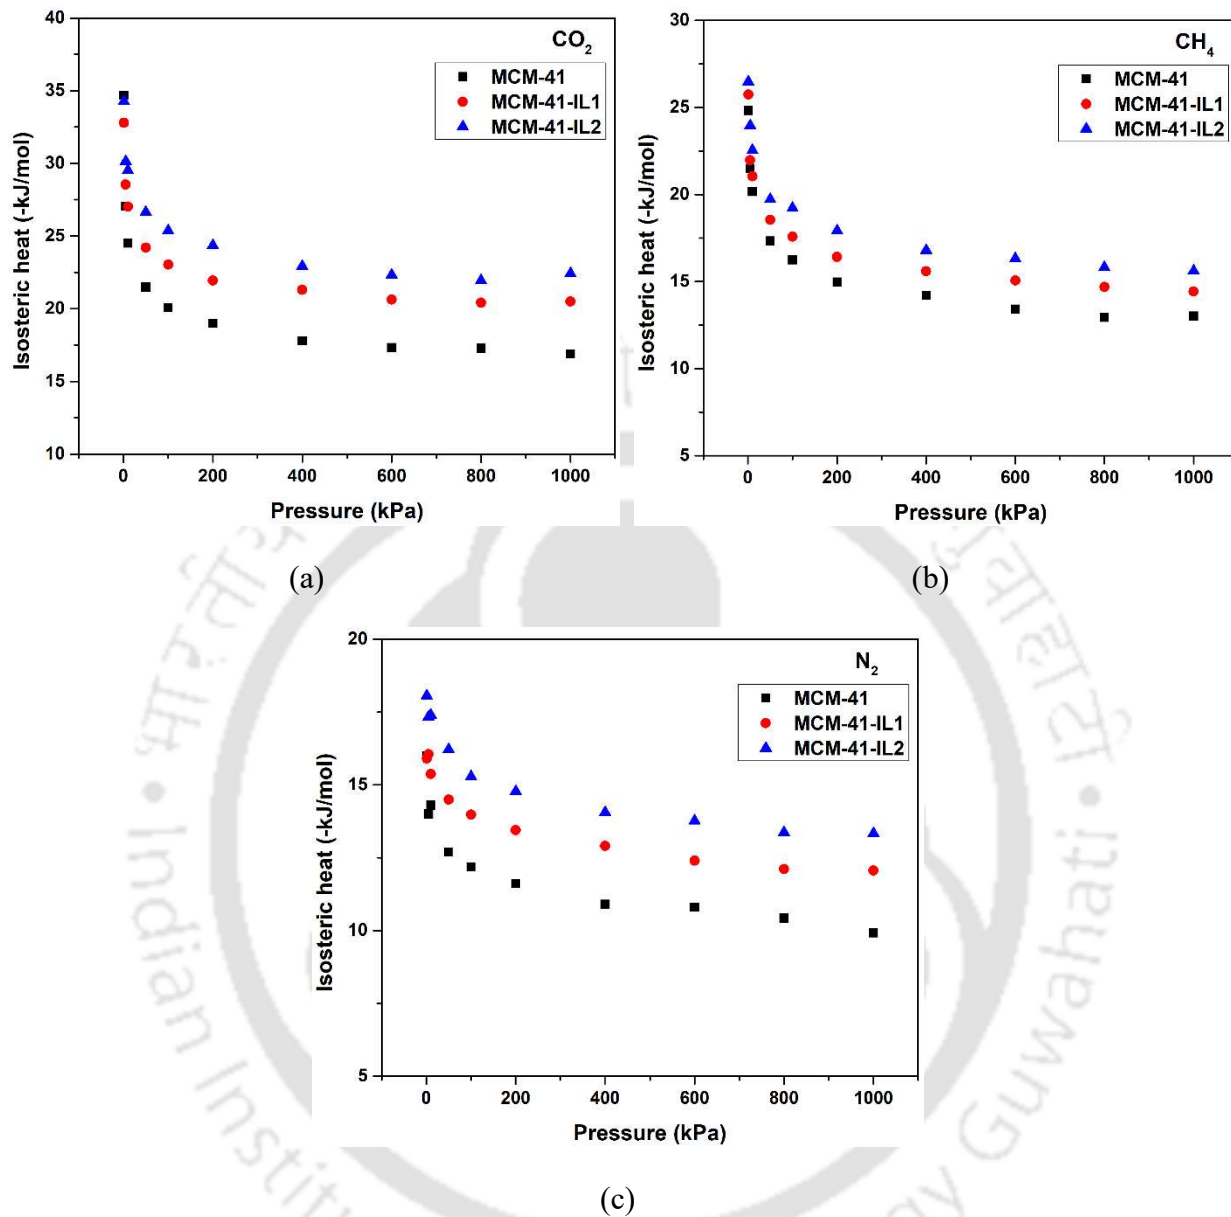 CO₂
MCM-41
MCM-41-IL1
MCM-41-IL2
Isosteric heat (-kJ/mol)
40
35
30
25
20
15
10
0 200 400 600 800 1000
Pressure (kPa)
(a)
CH₄
MCM-41
MCM-41-IL1
MCM-41-IL2
Isosteric heat (-kJ/mol)
30
25
20
15
10
5
0 200 400 600 800 1000
Pressure (kPa)
(b)
N₂
MCM-41
MCM-41-IL1
MCM-41-IL2
Isosteric heat (-kJ/mol)
20
15
10
5
0 200 400 600 800 1000
Pressure (kPa)
(c)
Indian Instit
gy Guwahati